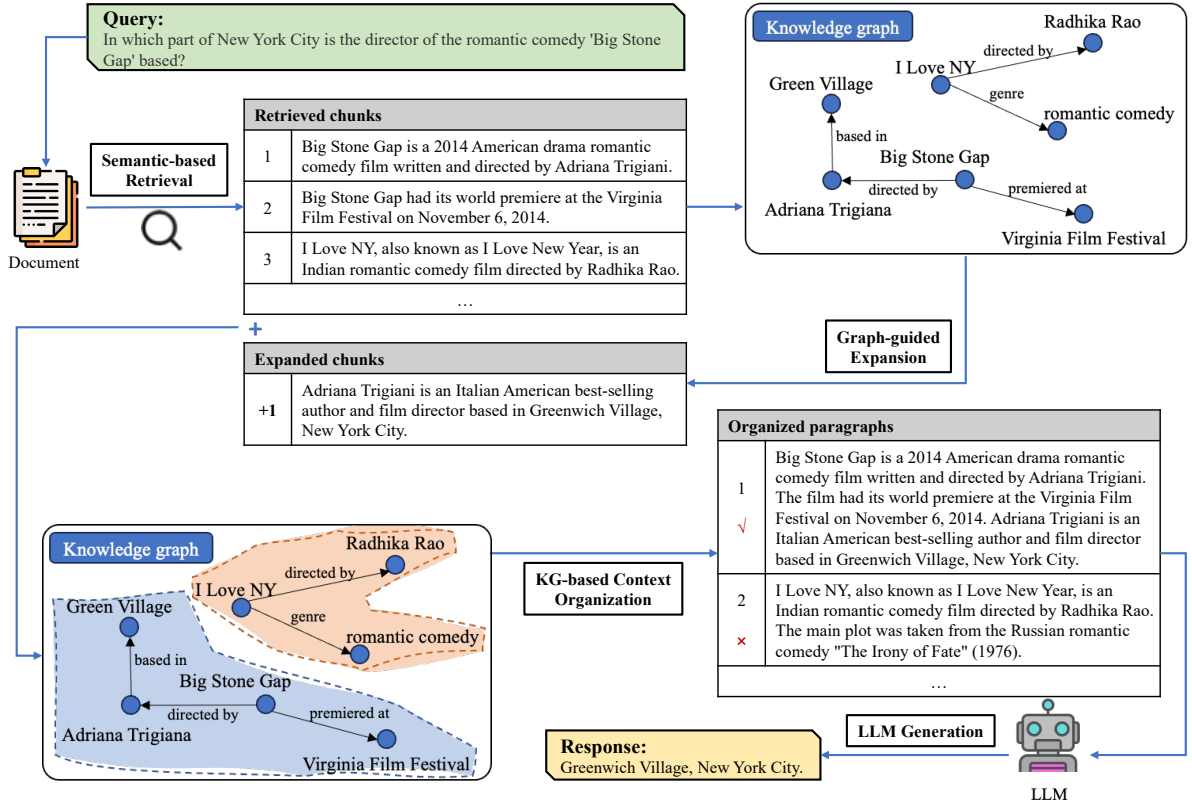 Query:
In which part of New York City is the director of the romantic comedy 'Big Stone
Gap' based?
Document
Semantic-based
Retrieval
Retrieved chunks
1
Big Stone Gap is a 2014 American drama romantic
comedy film written and directed by Adriana Trigiani.
2
Big Stone Gap had its world premiere at the Virginia
Film Festival on November 6, 2014.
3
I Love NY, also known as I Love New Year, is an
Indian romantic comedy film directed by Radhika Rao.
…
Knowledge graph
Radhika Rao
directed by
I Love NY
Green Village
genre
romantic comedy
based in
Big Stone Gap
directed by
premiered at
Adriana Trigiana
Virginia Film Festival
Graph-guided
Expansion
+
Expanded chunks
+1
Adriana Trigiani is an Italian American best-selling
author and film director based in Greenwich Village,
New York City.
Knowledge graph
Radhika Rao
directed by
I Love NY
Green Village
genre
romantic comedy
based in
Big Stone Gap
directed by
premiered at
Adriana Trigiana
Virginia Film Festival
KG-based Context
Organization
Organized paragraphs
1
√
Big Stone Gap is a 2014 American drama romantic
comedy film written and directed by Adriana Trigiani.
The film had its world premiere at the Virginia Film
Festival on November 6, 2014. Adriana Trigiani is an
Italian American best-selling author and film director
based in Greenwich Village, New York City.
2
×
I Love NY, also known as I Love New Year, is an
Indian romantic comedy film directed by Radhika Rao.
The main plot was taken from the Russian romantic
comedy "The Irony of Fate" (1976).
…
LLM Generation
LLM
Response:
Greenwich Village, New York City.